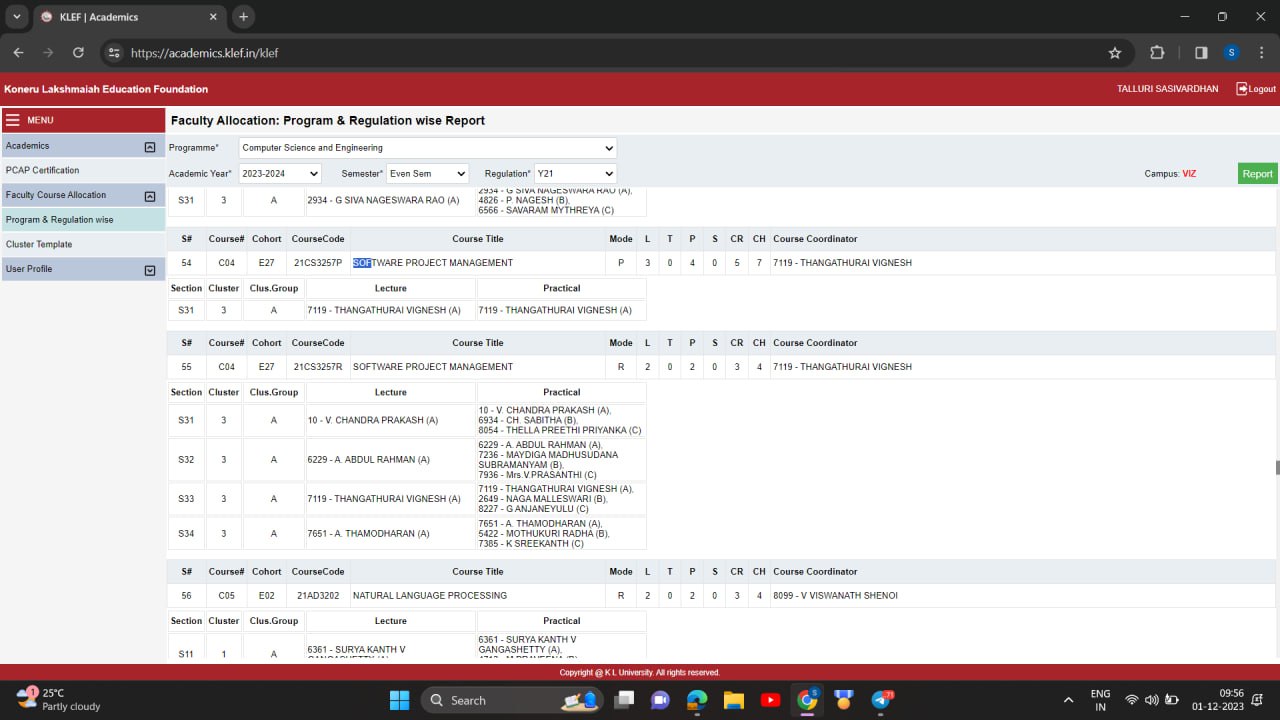 KLEF | Academics
https://academics.klef.in/klef
S
Koneru Lakshmaiah Education Foundation
TALLURI SASIVARDHAN Logout
MENU
Faculty Allocation: Program & Regulation wise Report
Academics
PCAP Certification
Faculty Course Allocation
Program & Regulation wise
Cluster Template
User Profile
Programme* Computer Science and Engineering
Academic Year* 2023-2024 Semester* Even Sem Regulation* Y21 Campus: VIZ Report
2934 - G SIVA NAGESWARA RAO (A),
S31 3 A 2934 - G SIVA NAGESWARA RAO (A) 4826 - P. NAGESH (B),
6566 - SAVARAM MYTHREYA (C)
S# Course# Cohort CourseCode Course Title Mode L T P S CR CH Course Coordinator
54 C04 E27 21CS3257P SOFTWARE PROJECT MANAGEMENT P 3 0 4 0 5 7 7119 - THANGATHURAI VIGNESH
Section Cluster Clus.Group Lecture Practical
S31 3 A 7119 - THANGATHURAI VIGNESH (A) 7119 - THANGATHURAI VIGNESH (A)
S# Course# Cohort CourseCode Course Title Mode L T P S CR CH Course Coordinator
55 C04 E27 21CS3257R SOFTWARE PROJECT MANAGEMENT R 2 0 2 0 3 4 7119 - THANGATHURAI VIGNESH
Section Cluster Clus.Group Lecture Practical
10 - V. CHANDRA PRAKASH (A),
S31 3 A 10 - V. CHANDRA PRAKASH (A) 6934 - CH. SABITHA (B),
8054 - THELLA PREETHI PRIYANKA (C)
6229 - A. ABDUL RAHMAN (A),
7236 - MAYDIGA MADHUSUDANA
S32 3 A 6229 - A. ABDUL RAHMAN (A) SUBRAMANYAM (B),
7936 - Mrs.V.PRASANTHI (C)
7119 - THANGATHURAI VIGNESH (A),
S33 3 A 7119 - THANGATHURAI VIGNESH (A) 2649 - NAGA MALLESWARI (B),
8227 - G ANJANEYULU (C)
7651 - A. THAMODHARAN (A),
S34 3 A 7651 - A. THAMODHARAN (A) 5422 - MOTHUKURI RADHA (B),
7385 - K SREEKANTH (C)
S# Course# Cohort CourseCode Course Title Mode L T P S CR CH Course Coordinator
56 C05 E02 21AD3202 NATURAL LANGUAGE PROCESSING R 2 0 2 0 3 4 8099 - V VISWANATH SHENOI
Section Cluster Clus.Group Lecture Practical
6361 - SURYA KANTH V
S11 1 A 6361 - SURYA KANTH V GANGASHETTY (A),
Copyright @ K L University. All rights reserved.
1 25°C
Partly cloudy
Search
S
71
ENG
IN
09:56
01-12-2023